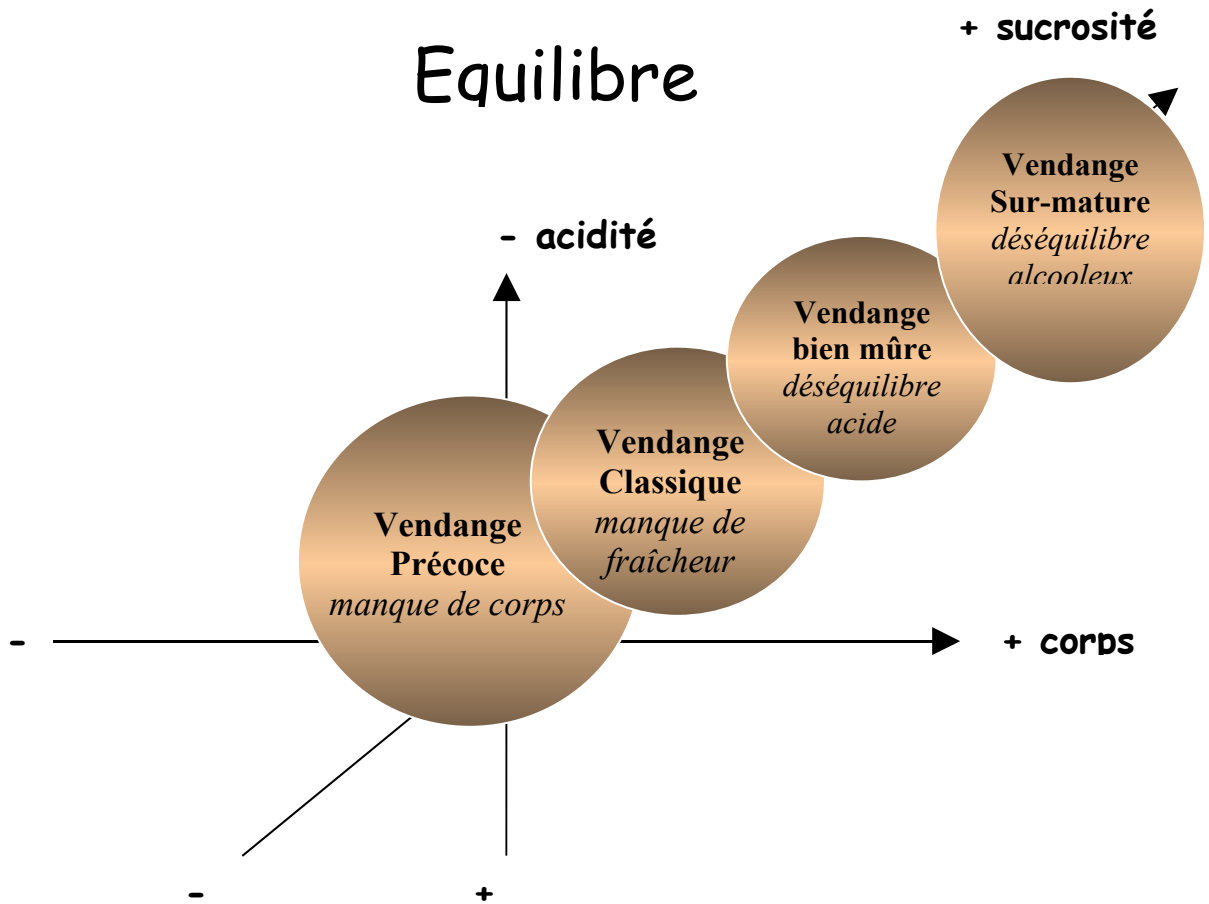 + sucrosité
Equilibre
Vendange
Sur-mature
déséquilibre
alcooleux
- acidité
Vendange
bien mûre
déséquilibre
acide
Vendange
Classique
manque de
fraîcheur
Vendange
Précoce
manque de corps
-
+ corps
-
+